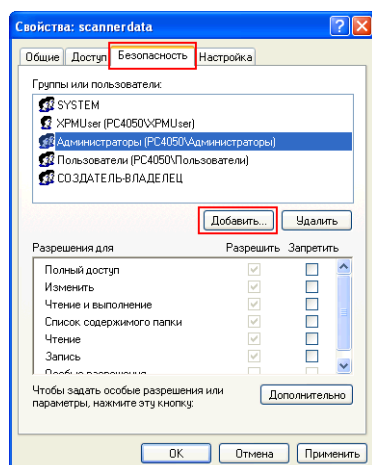 Свойства: scannerdata
Общие Доступ Безопасность Настройка
Группы или пользователи:
SYSTEM
XPMUser (PC4050\XPMUser)
Администраторы (PC4050\Администраторы)
Пользователи (PC4050\Пользователи)
СОЗДАТЕЛЬ-ВЛАДЕЛЕЦ
Добавить... Удалить
Разрешения для Разрешить Запретить
Полный доступ
Изменить
Чтение и выполнение
Список содержимого папки
Чтение
Запись
Особые разрешения
Чтобы задать особые разрешения или
параметры, нажмите эту кнопку:
Дополнительно
OK Отмена Применить